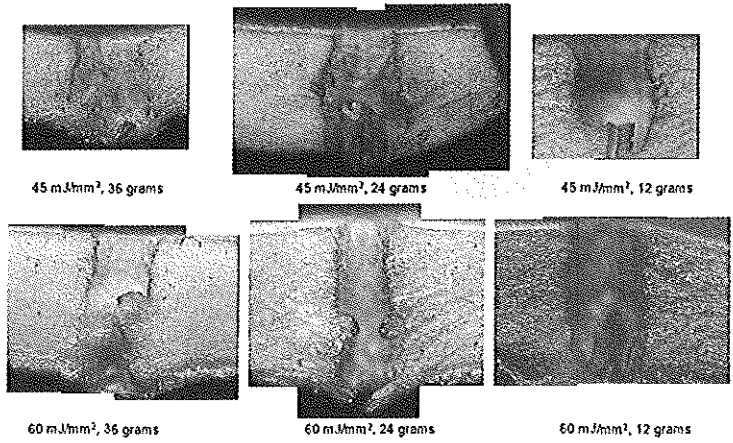 45 mJ/mm², 36 grams
45 mJ/mm², 24 grams
45 mJ/mm², 12 grams
60 mJ/mm², 36 grams
60 mJ/mm², 24 grams
60 mJ/mm², 12 grams